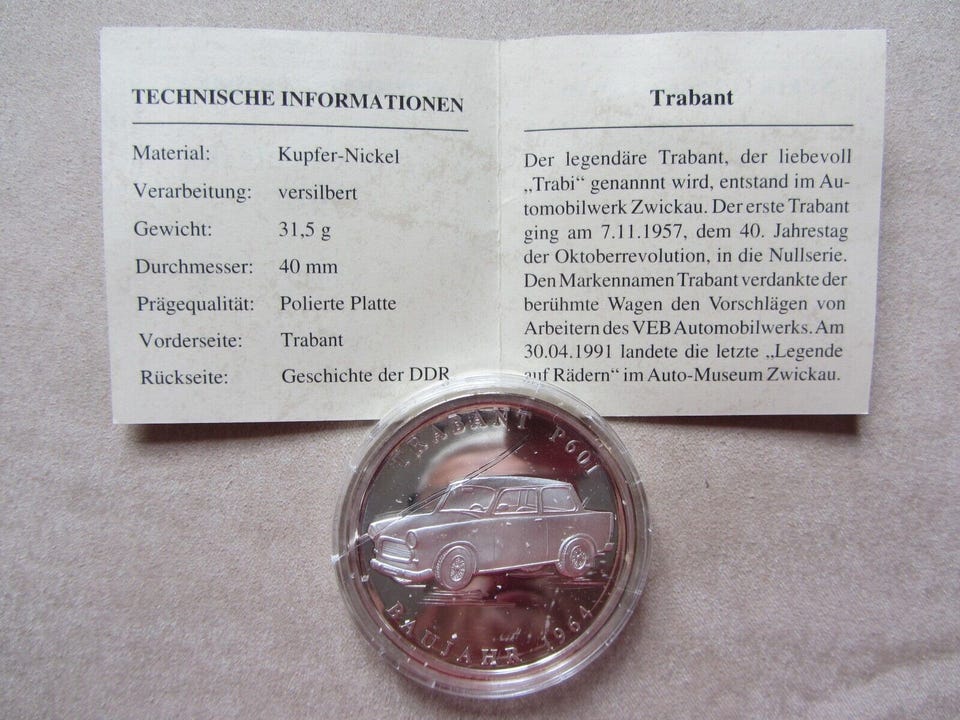 TECHNISCHE INFORMATIONEN
Material: Kupfer-Nickel
Verarbeitung: versilbert
Gewicht: 31,5 g
Durchmesser: 40 mm
Prägequalität: Polierte Platte
Vorderseite: Trabant
Rückseite: Geschichte der DDR
Trabant
Der legendäre Trabant, der liebevoll
„Trabi“ genannnt wird, entstand im Au-
tomobilwerk Zwickau. Der erste Trabant
ging am 7.11.1957, dem 40. Jahrestag
der Oktoberrevolution, in die Nullserie.
Den Markennamen Trabant verdankte der
berühmte Wagen den Vorschlägen von
Arbeitern des VEB Automobilwerks. Am
30.04.1991 landete die letzte „Legende
auf Rädern“ im Auto-Museum Zwickau.
TRABANT P601
BAUJAHR 1964